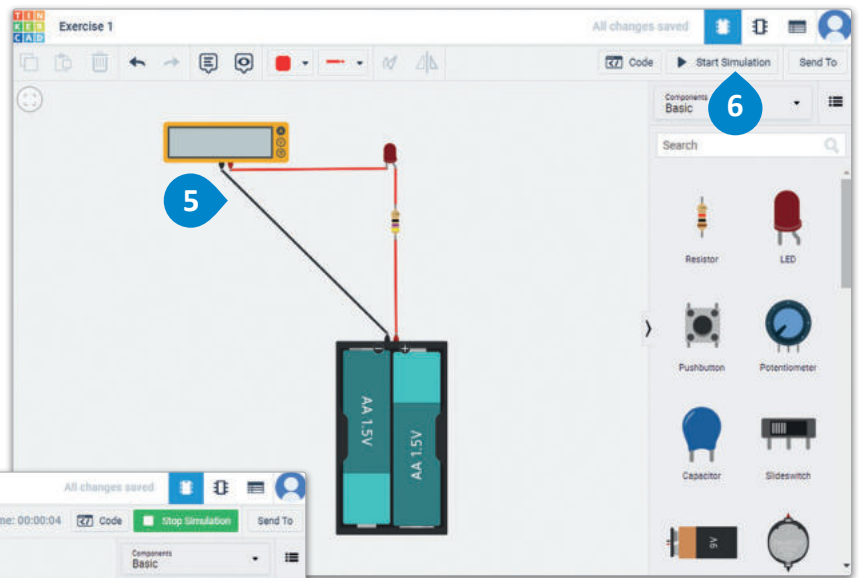 TIN
KER
CAD
Exercise 1
All changes saved
Code
Start Simulation
Send To
Components
Basic
6
Search
5
Resistor
LED
Pushbutton
Potentiometer
AA 1.5V
AA 1.5V
Capacitor
Slideswitch
9V
All changes saved
me: 00:00:04
Code
Stop Simulation
Send To
Components
Basic